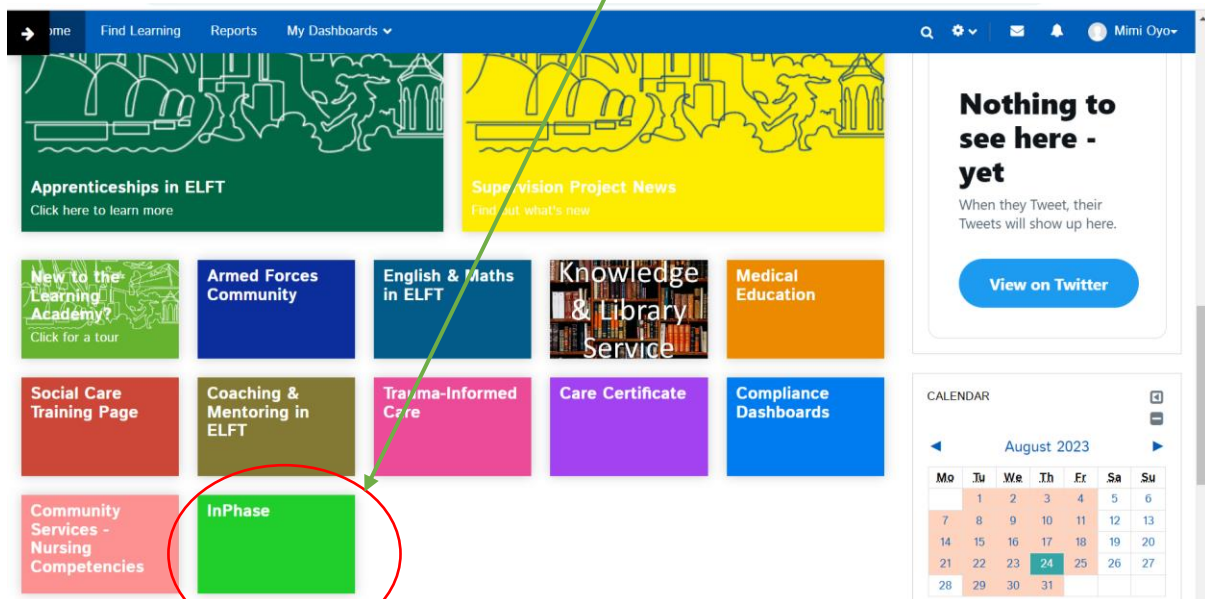 ome Find Learning Reports My Dashboards Mimi Oyo
Apprenticeships in ELFT
Click here to learn more
Supervision Project News
Find out what's new
Nothing to
see here -
yet
When they Tweet, their
Tweets will show up here.
View on Twitter
New to the
Learning
Academy?
Click for a tour
Armed Forces
Community
English & Maths
in ELFT
Knowledge
& Library
Service
Medical
Education
Social Care
Training Page
Coaching &
Mentoring in
ELFT
Trauma-Informed
Care
Care Certificate
Compliance
Dashboards
Community
Services -
Nursing
Competencies
InPhase
CALENDAR
August 2023
Mo Tu We Th Fr Sa Su
1 2 3 4 5 6
7 8 9 10 11 12 13
14 15 16 17 18 19 20
21 22 23 24 25 26 27
28 29 30 31